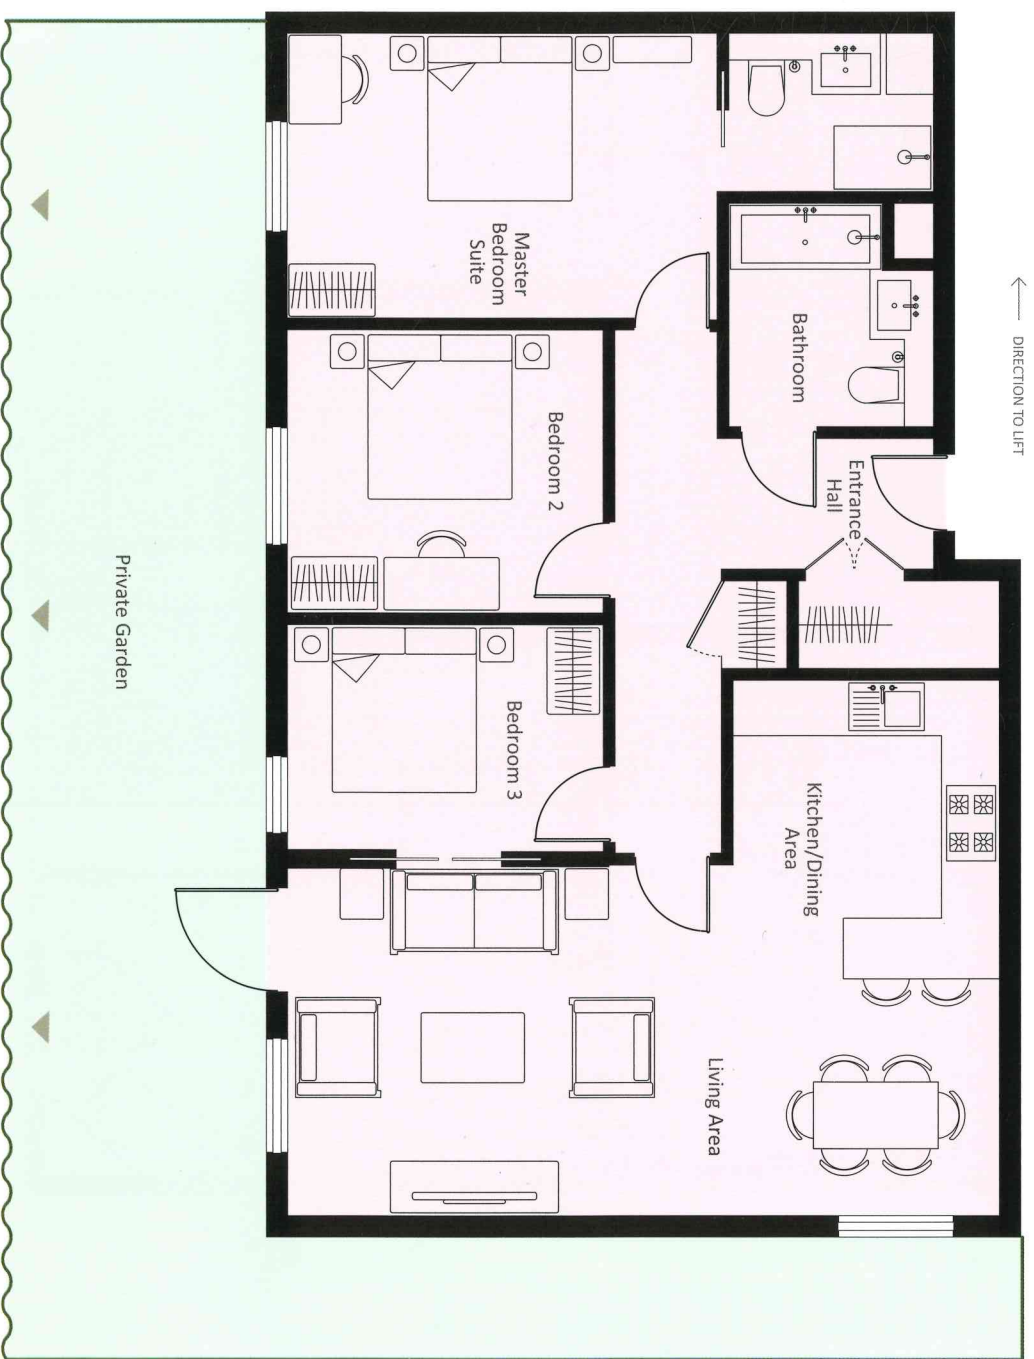 DIRECTION TO LIFT
Master
Bedroom
Suite
Bathroom
Entrance
Hall
Bedroom 2
Bedroom 3
Kitchen/Dining
Area
Living Area
Private Garden